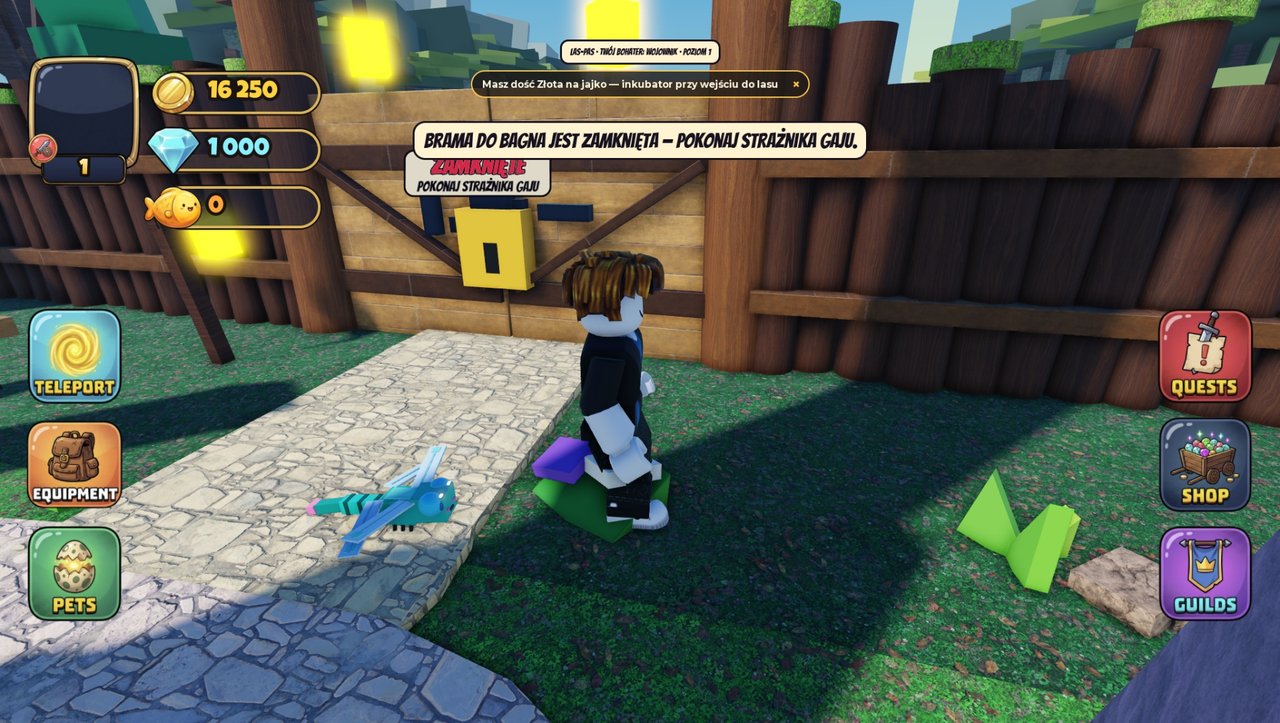 LAS-PAS · TWÓJ BOHATER: WOJOWNIK · POZIOM 1
Masz dość Złota na jajko — inkubator przy wejściu do lasu ×
BRAMA DO BAGNA JEST ZAMKNIĘTA — POKONAJ STRAŻNIKA GAJU.
ZAMKNIĘTE
POKONAJ STRAŻNIKA GAJU
16 250
1 000
0
1
TELEPORT
EQUIPMENT
PETS
QUESTS
SHOP
GUILDS